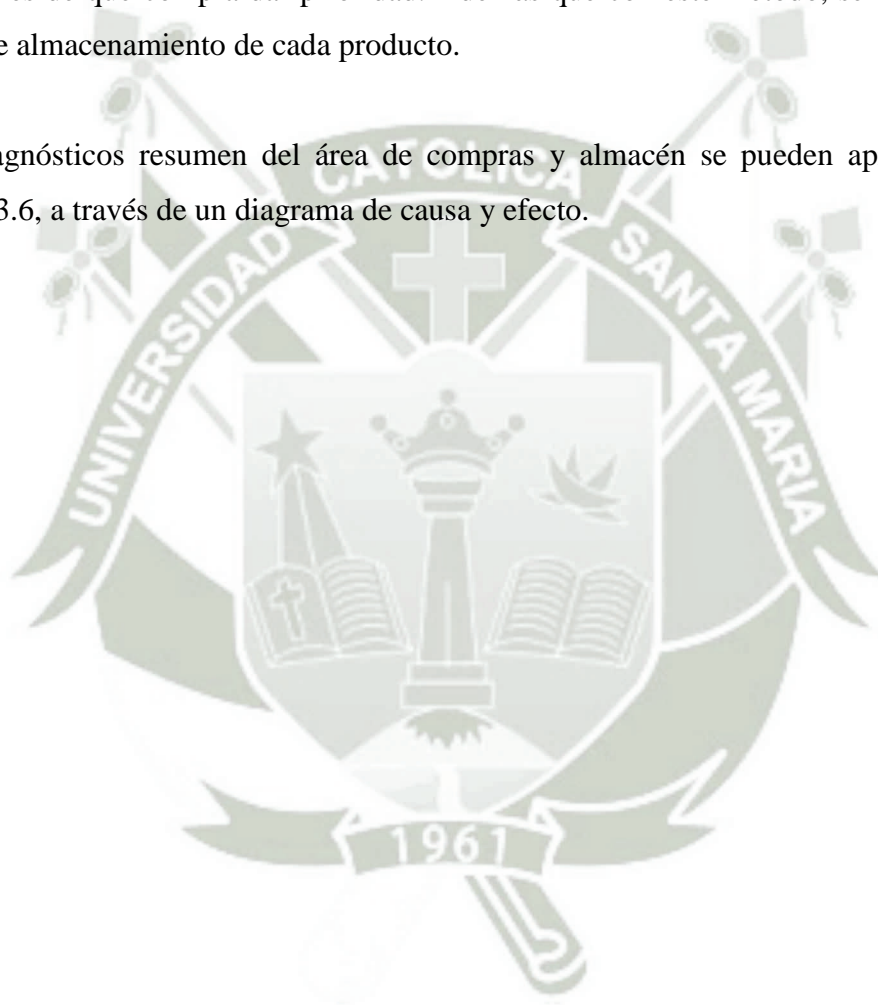 e almacenamiento de cada producto.
agnósticos resumen del área de compras y almacén se pueden ap
3.6, a través de un diagrama de causa y efecto.
UNIVERSIDAD CATOLICA SANTA MARIA
1961